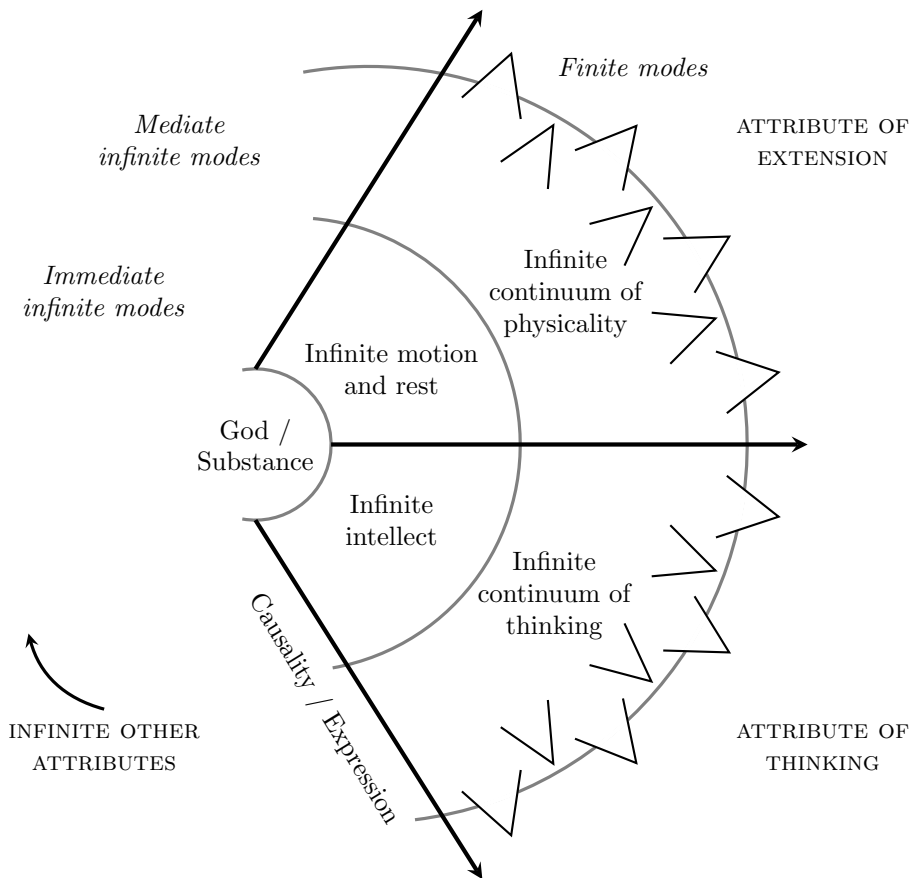 Finite modes
Mediate
infinite modes
ATTRIBUTE OF
EXTENSION
Immediate
infinite modes
Infinite
continuum of
physicality
Infinite motion
and rest
God /
Substance
Infinite
intellect
Infinite
continuum of
thinking
Causality / Expression
INFINITE OTHER
ATTRIBUTES
ATTRIBUTE OF
THINKING